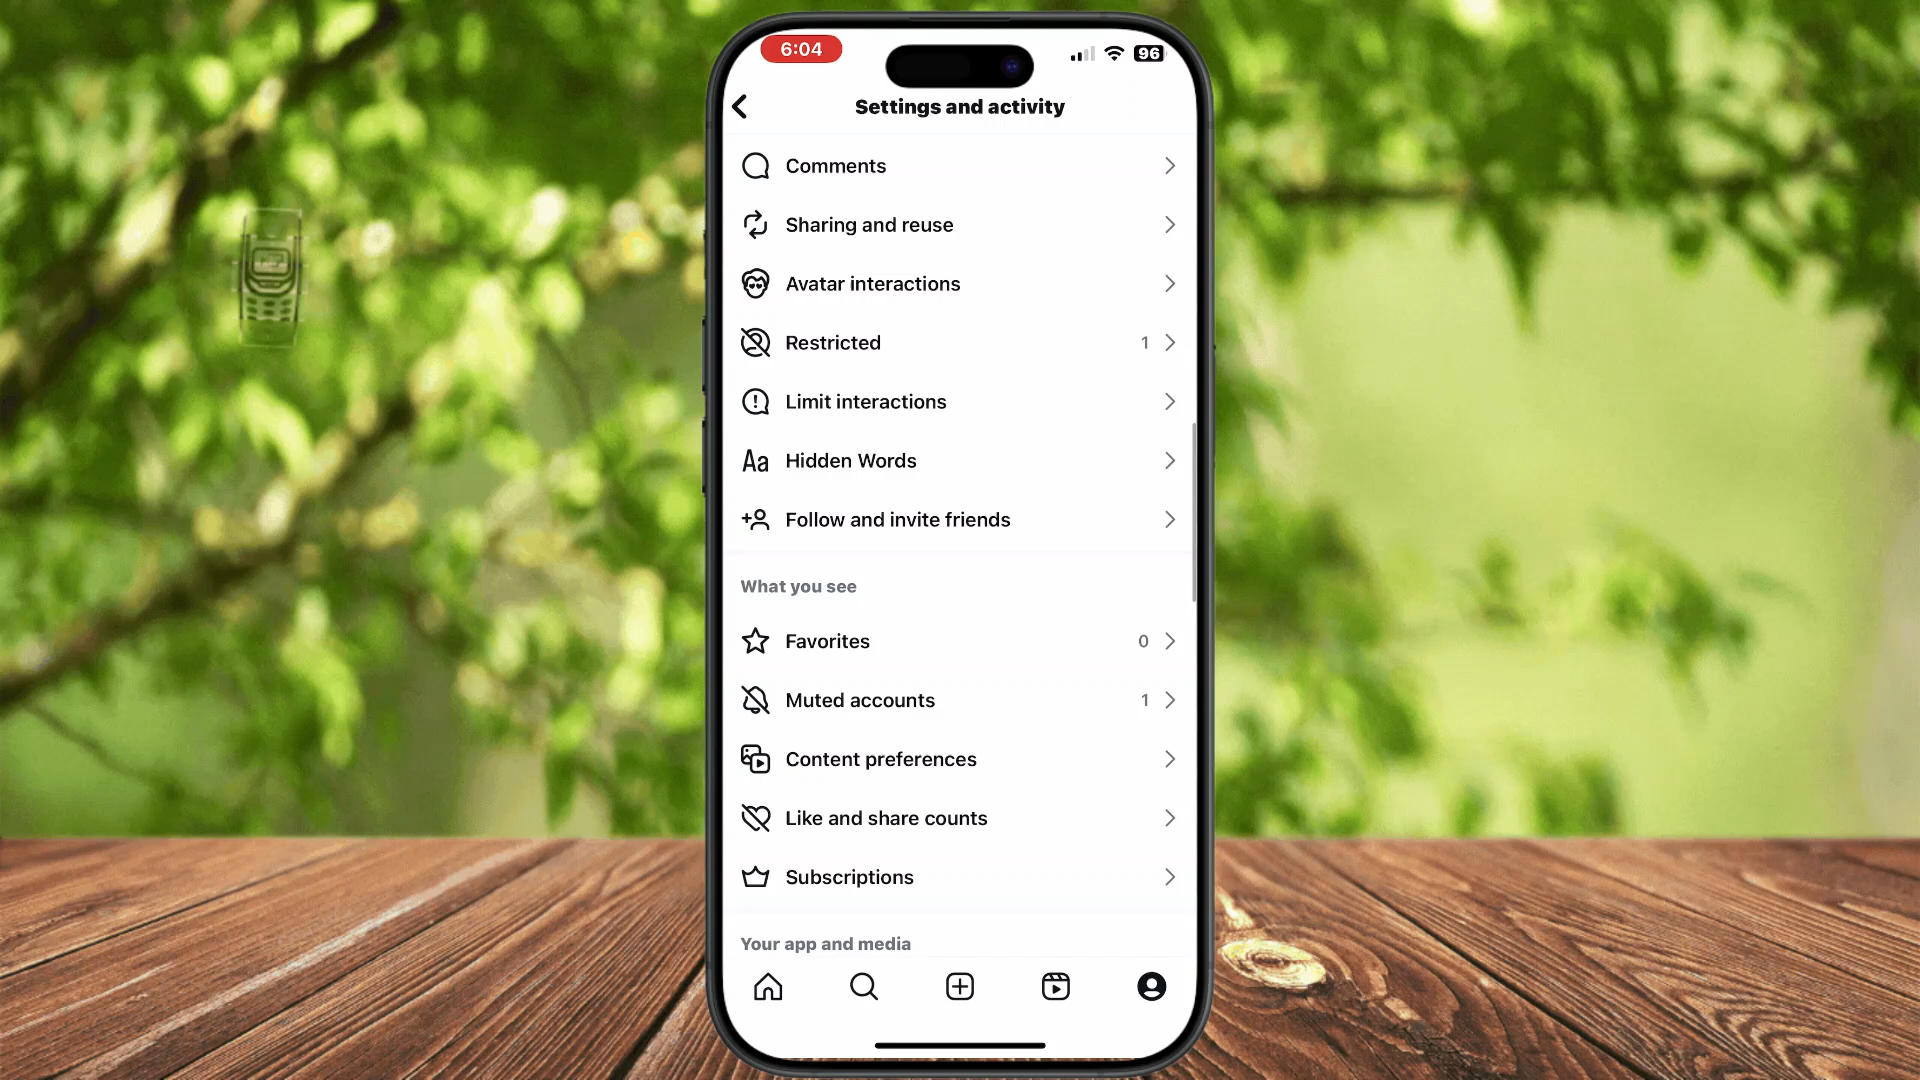 6:04
96
Settings and activity
Comments
Sharing and reuse
Avatar interactions
Restricted 1
Limit interactions
Aa Hidden Words
Follow and invite friends
What you see
Favorites 0
Muted accounts 1
Content preferences
Like and share counts
Subscriptions
Your app and media